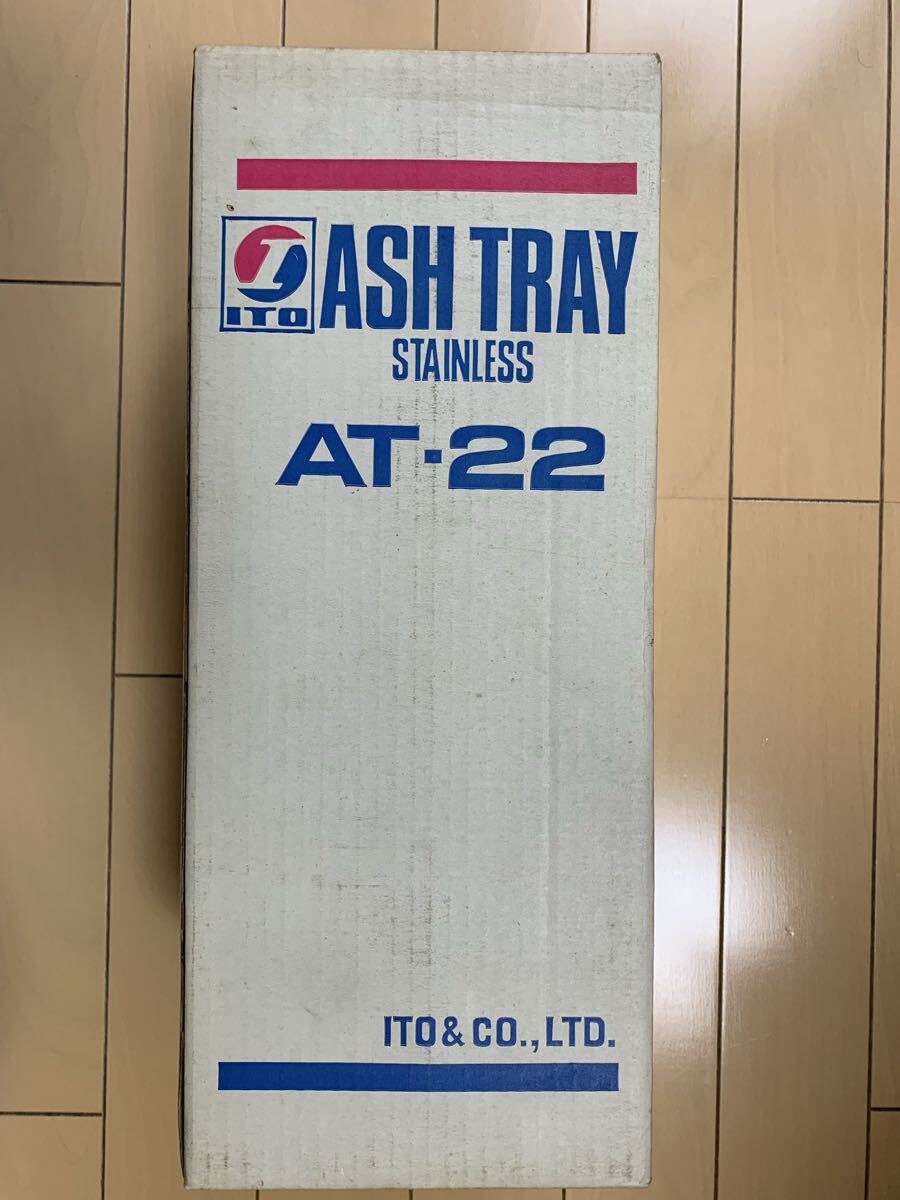 ITO
ASH TRAY
STAINLESS
AT-22
ITO & CO., LTD.